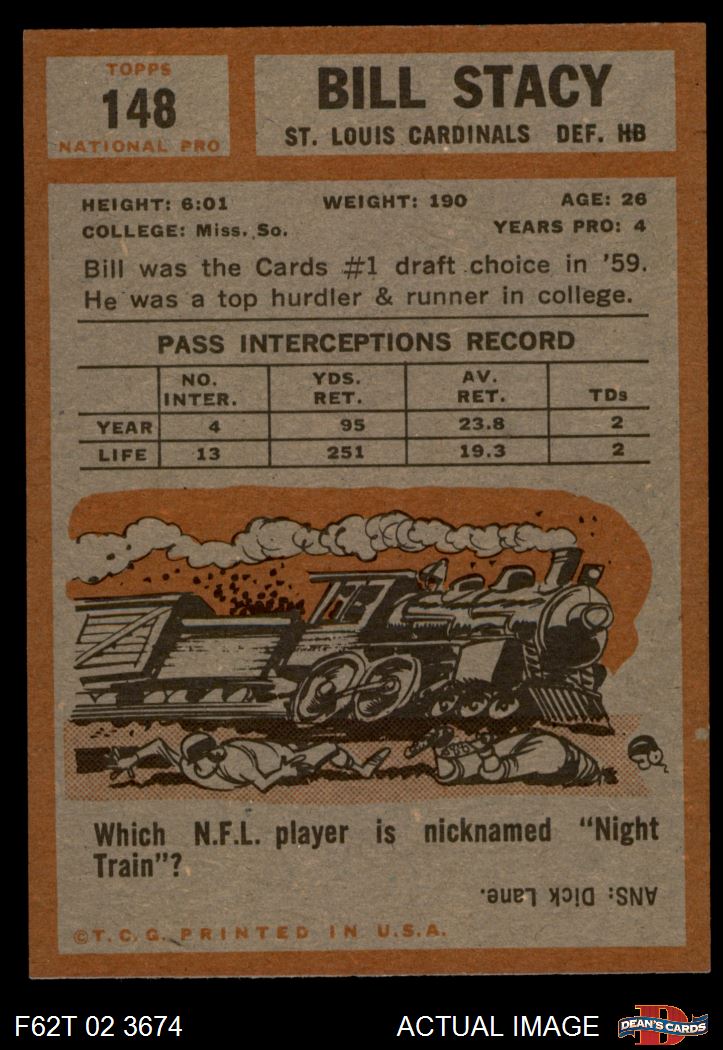 TOPPS
148
NATIONAL PRO
BILL STACY
ST. LOUIS CARDINALS DEF. HB
HEIGHT: 6:01 WEIGHT: 190 AGE: 26
COLLEGE: Miss. So. YEARS PRO: 4
Bill was the Cards #1 draft choice in '59.
He was a top hurdler & runner in college.
PASS INTERCEPTIONS RECORD
NO. INTER. YDS. RET. AV. RET. TDs
YEAR 4 95 23.8 2
LIFE 13 251 19.3 2
Which N.F.L. player is nicknamed "Night
Train"?
ANS: Dick Lane.
©T.C.G. PRINTED IN U.S.A.
F62T 02 3674 ACTUAL IMAGE DEAN'S CARDS